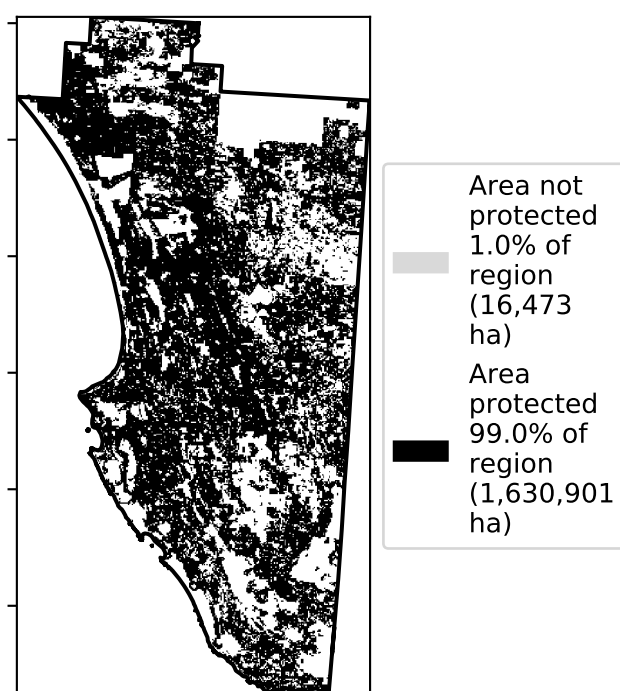 Area not
protected
1.0% of
region
(16,473
ha)
Area
protected
99.0% of
region
(1,630,901
ha)